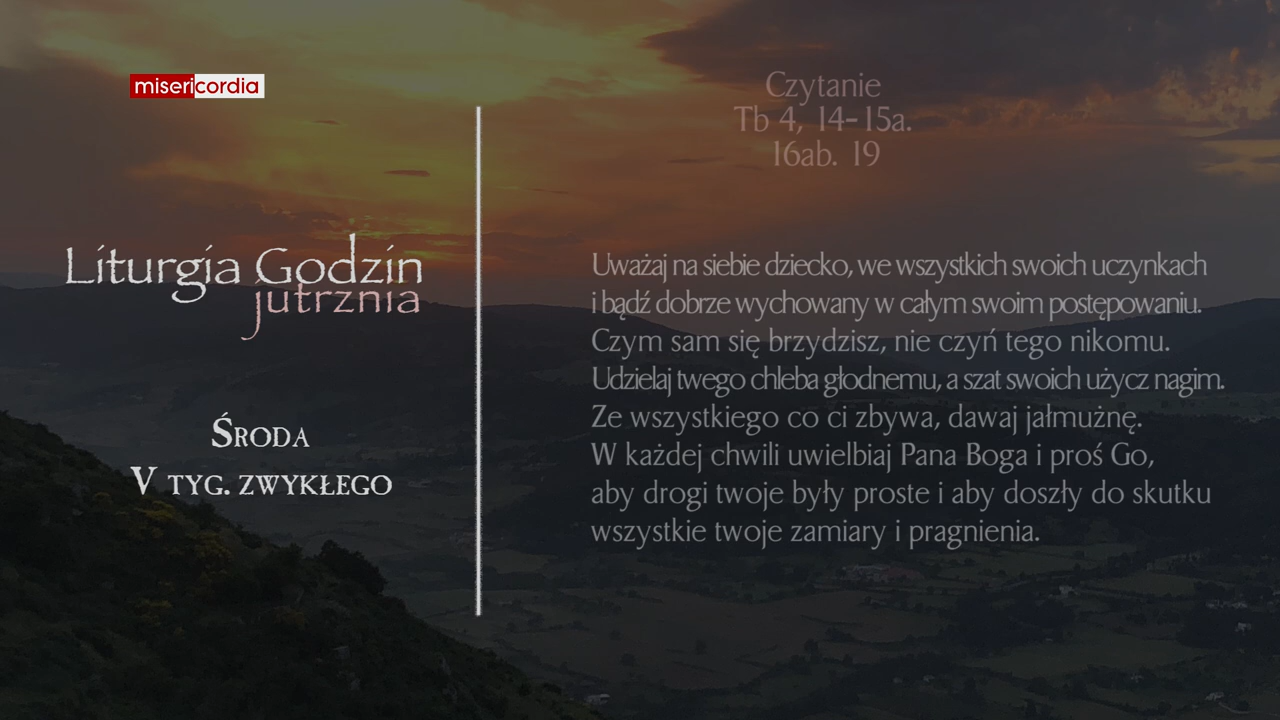 misericordia
Liturgia Godzin
jutrznia
Środa
V tyg. zwykłego
Czytanie
Tb 4, 14-15a.
16ab. 19
Uważaj na siebie dziecko, we wszystkich swoich uczynkach
i bądź dobrze wychowany w całym swoim postępowaniu.
Czym sam się brzydzisz, nie czyń tego nikomu.
Udzielaj twego chleba głodnemu, a szat swoich użycz nagim.
Ze wszystkiego co ci zbywa, dawaj jałmużnę.
W każdej chwili uwielbiaj Pana Boga i proś Go,
aby drogi twoje były proste i aby doszły do skutku
wszystkie twoje zamiary i pragnienia.